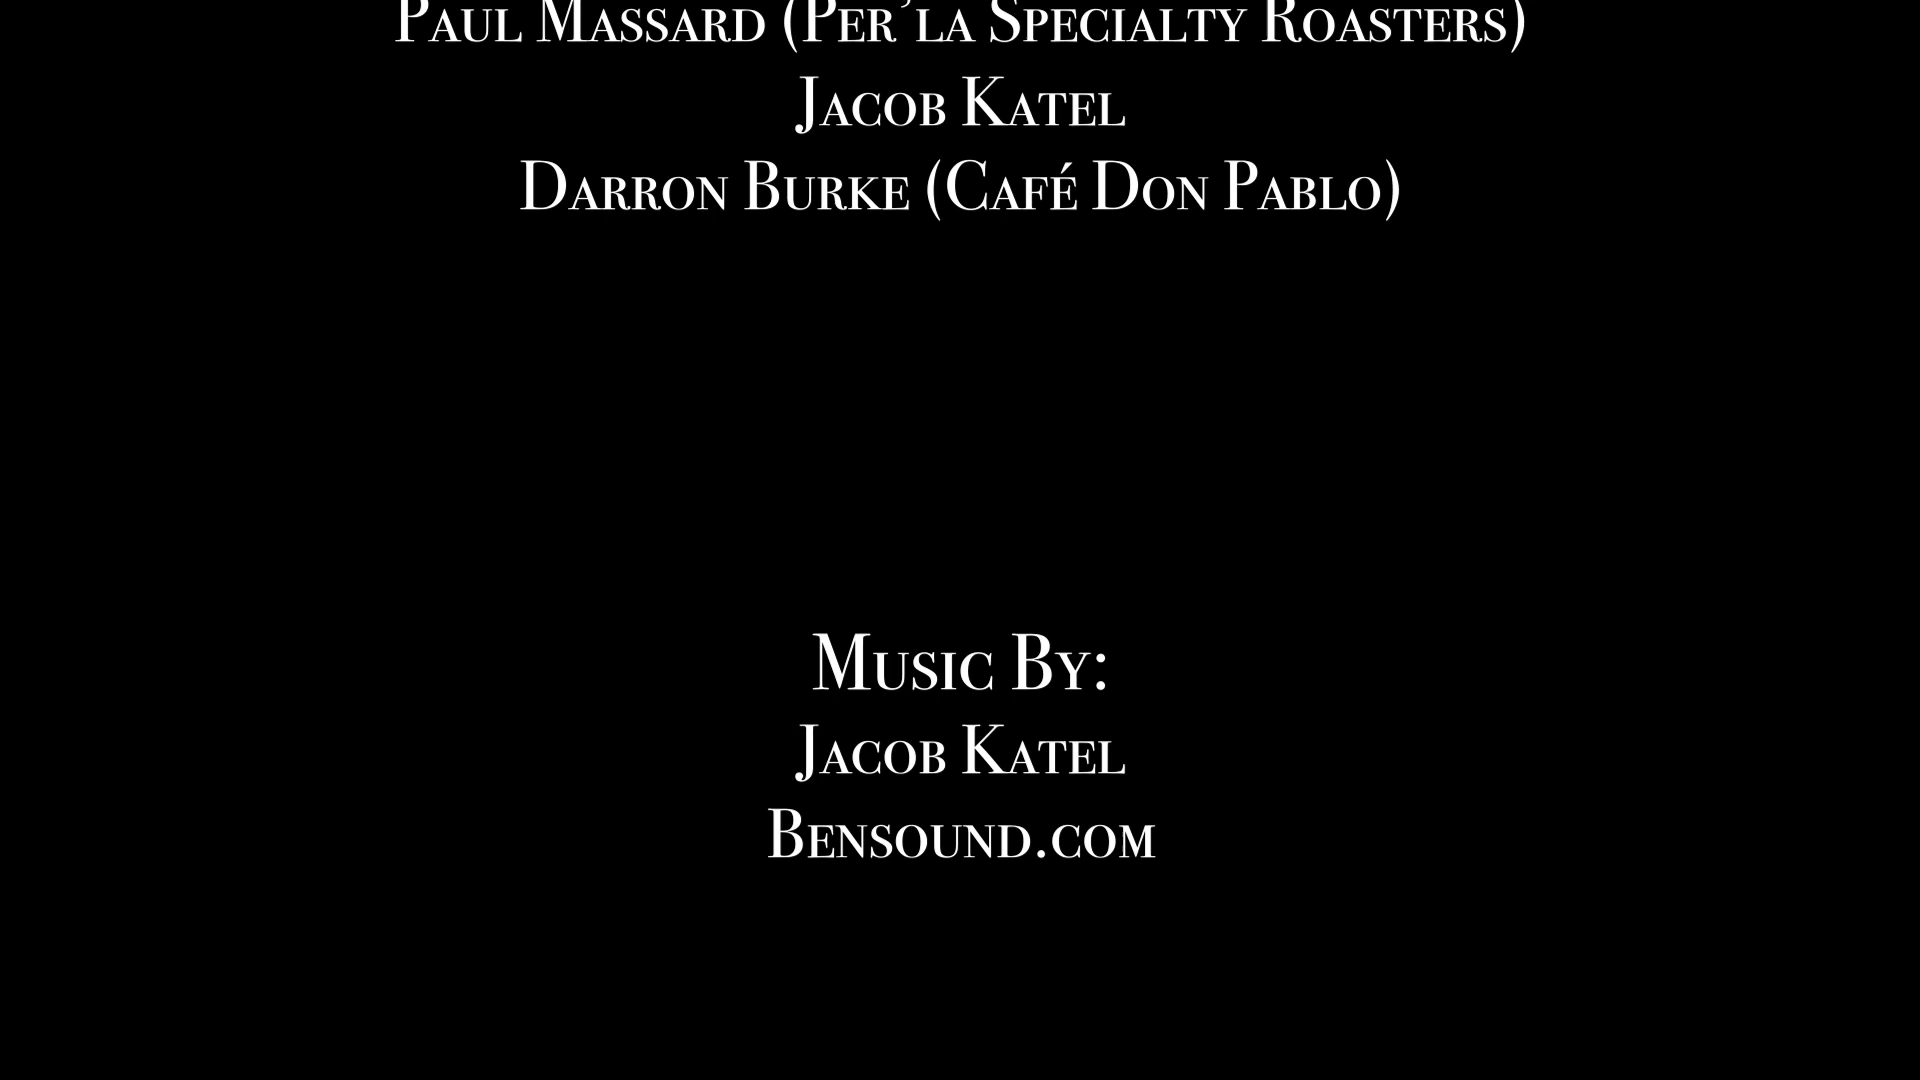 Paul Massard (Per'la Specialty Roasters)
Jacob Katel
Darron Burke (Café Don Pablo)
Music By:
Jacob Katel
Bensound.com